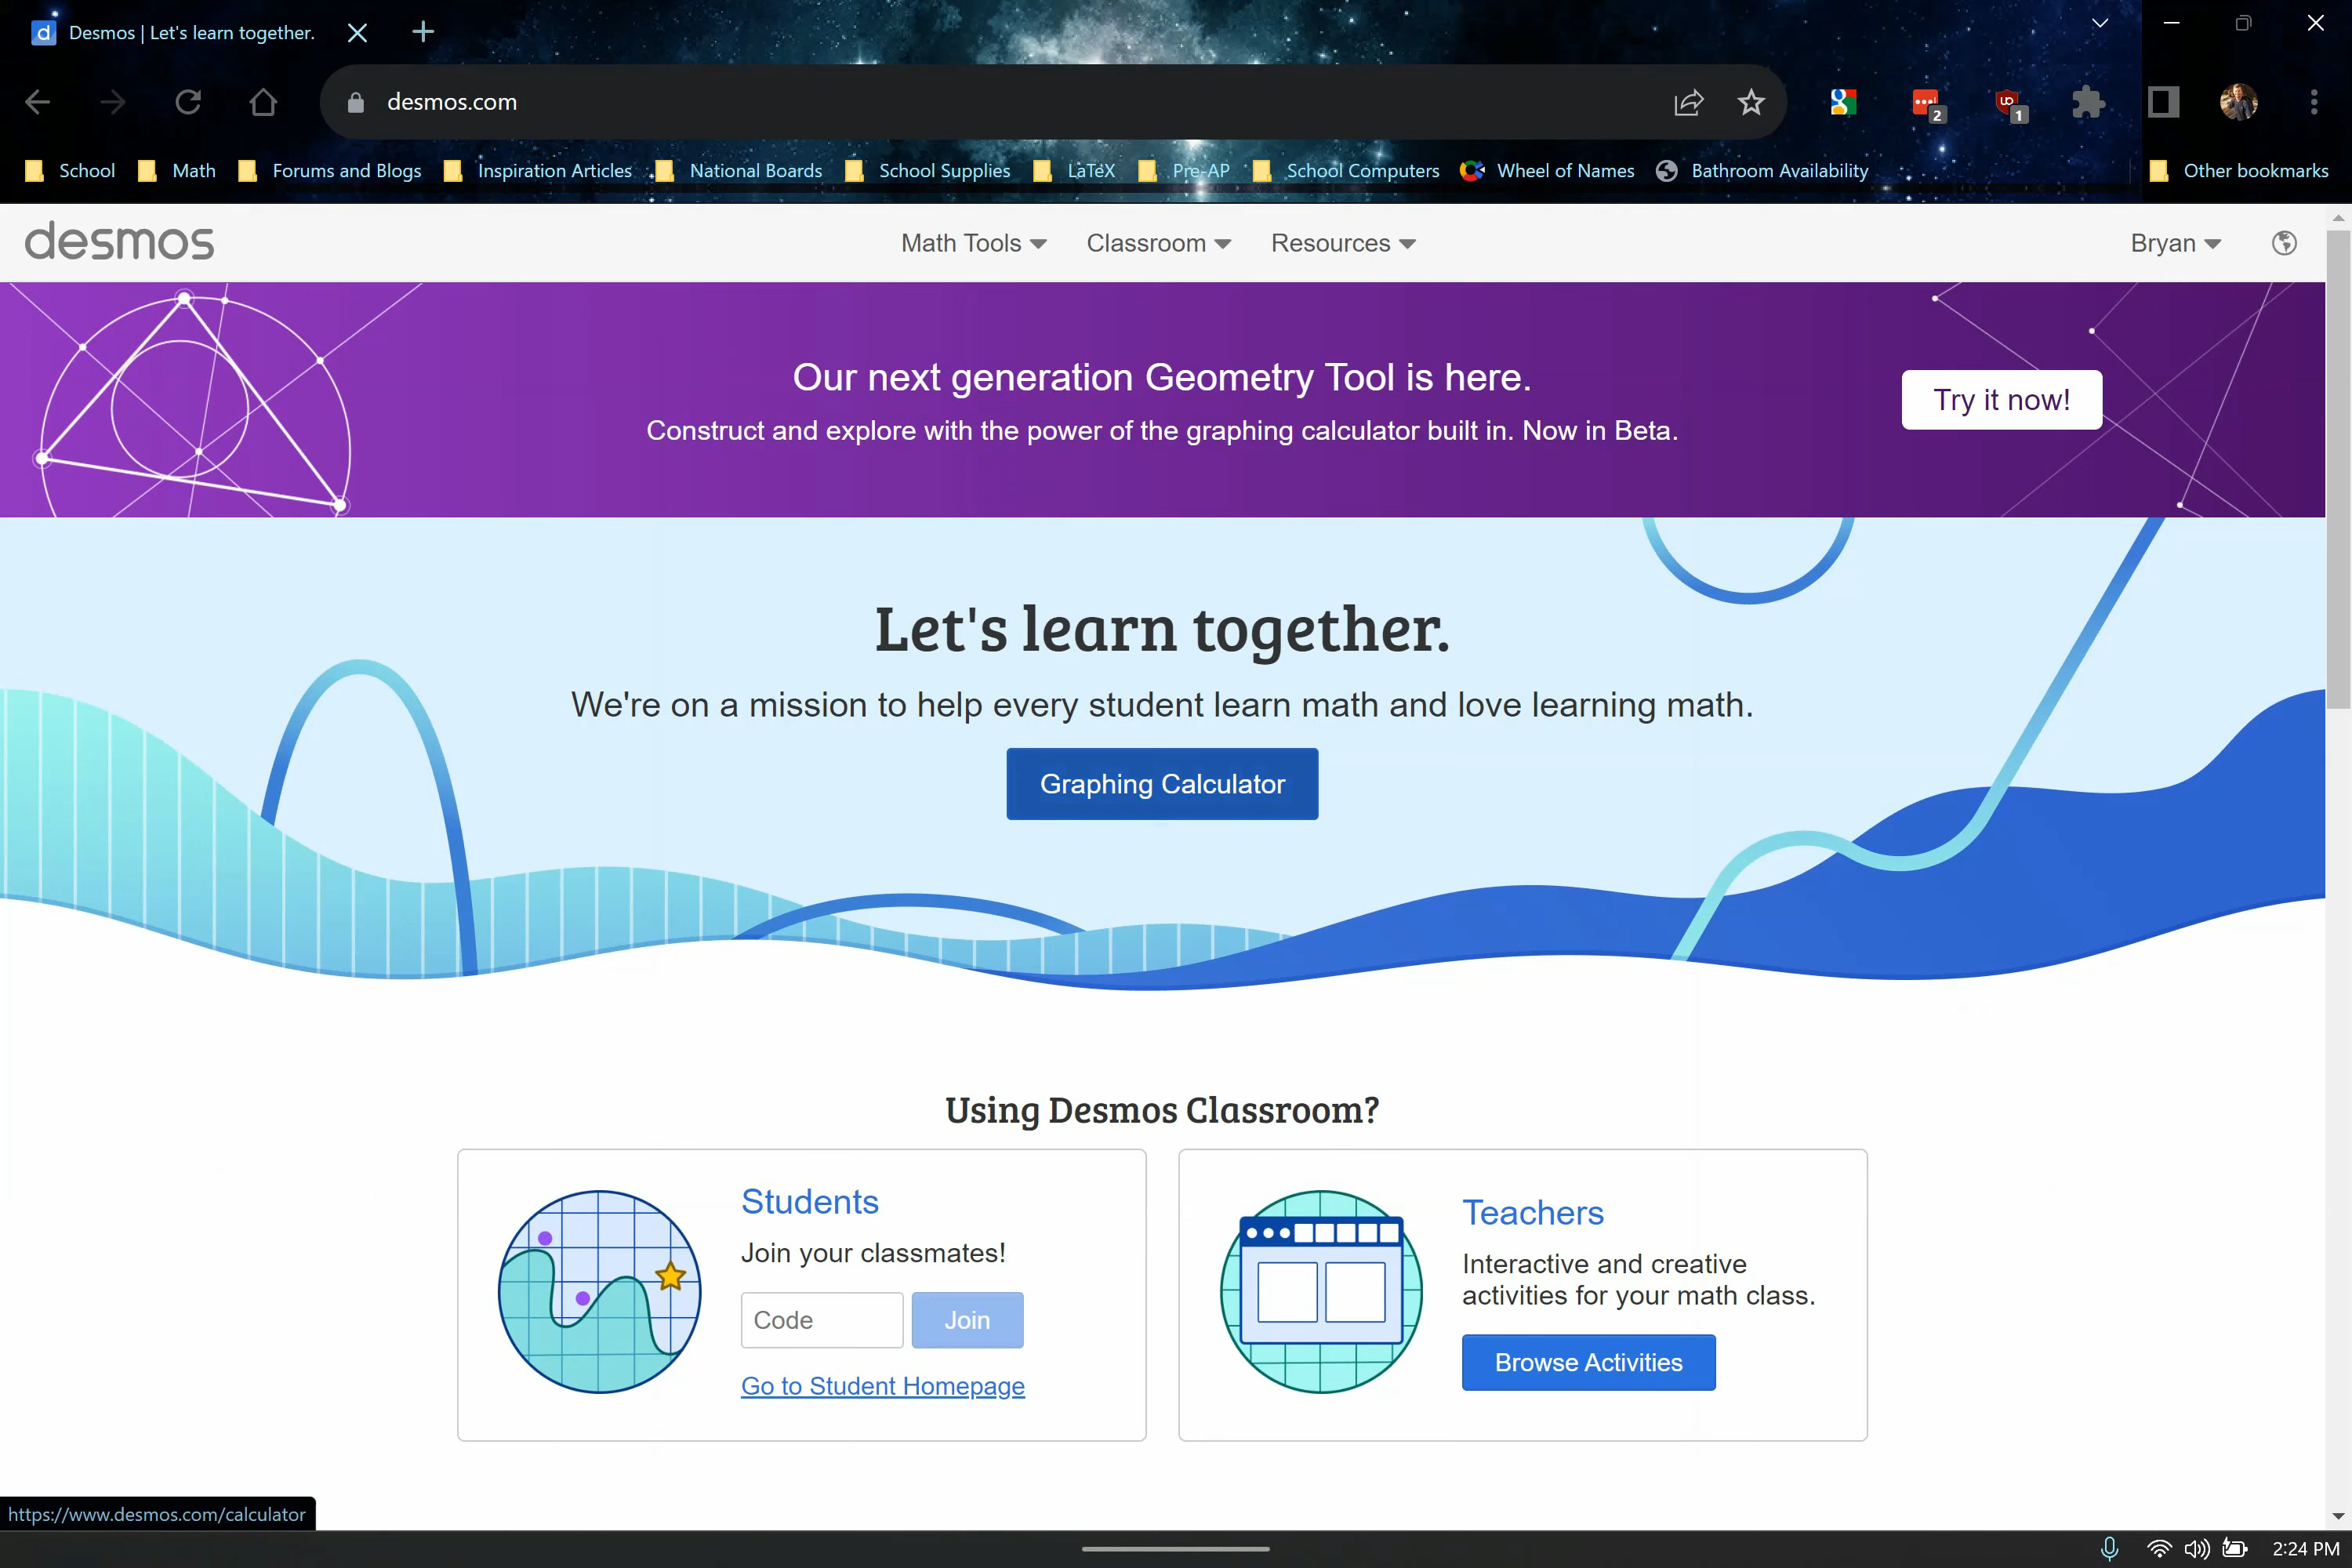 d Desmos | Let's learn together.
desmos.com
2
1
School Math Forums and Blogs Inspiration Articles National Boards School Supplies LaTeX Pre-AP School Computers Wheel of Names Bathroom Availability Other bookmarks
desmos Math Tools Classroom Resources Bryan
Our next generation Geometry Tool is here.
Construct and explore with the power of the graphing calculator built in. Now in Beta.
Try it now!
Let's learn together.
We're on a mission to help every student learn math and love learning math.
Graphing Calculator
Using Desmos Classroom?
Students
Join your classmates!
Code Join
Go to Student Homepage
Teachers
Interactive and creative
activities for your math class.
Browse Activities
https://www.desmos.com/calculator
2:24 PM